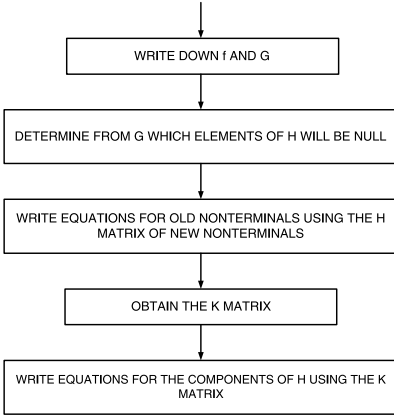 WRITE DOWN f AND G
DETERMINE FROM G WHICH ELEMENTS OF H WILL BE NULL
WRITE EQUATIONS FOR OLD NONTERMINALS USING THE H
MATRIX OF NEW NONTERMINALS
OBTAIN THE K MATRIX
WRITE EQUATIONS FOR THE COMPONENTS OF H USING THE K
MATRIX